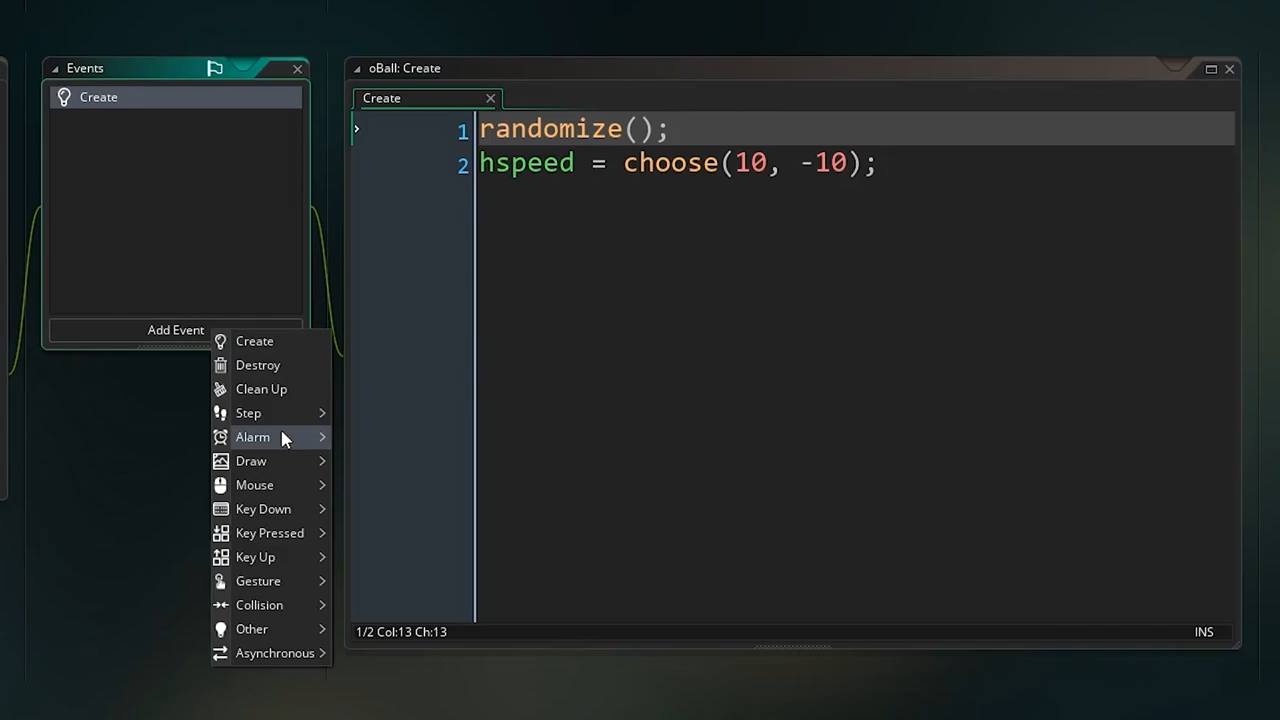 Events
Create
Add Event
Create
Destroy
Clean Up
Step
Alarm
Draw
Mouse
Key Down
Key Pressed
Key Up
Gesture
Collision
Other
Asynchronous
oBall: Create
Create
1 randomize();
2 hspeed = choose(10, -10);
1/2 Col:13 Ch:13
INS